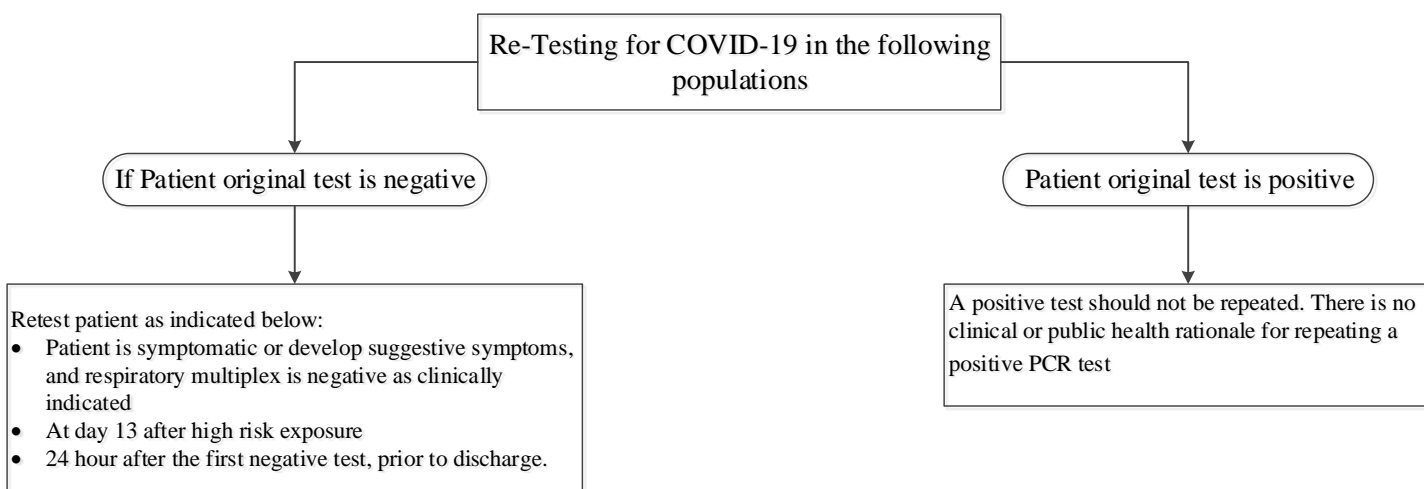 Re-Testing for COVID-19 in the following
populations
If Patient original test is negative
Patient original test is positive
Retest patient as indicated below:
• Patient is symptomatic or develop suggestive symptoms,
and respiratory multiplex is negative as clinically
indicated
• At day 13 after high risk exposure
• 24 hour after the first negative test, prior to discharge.
A positive test should not be repeated. There is no
clinical or public health rationale for repeating a
positive PCR test